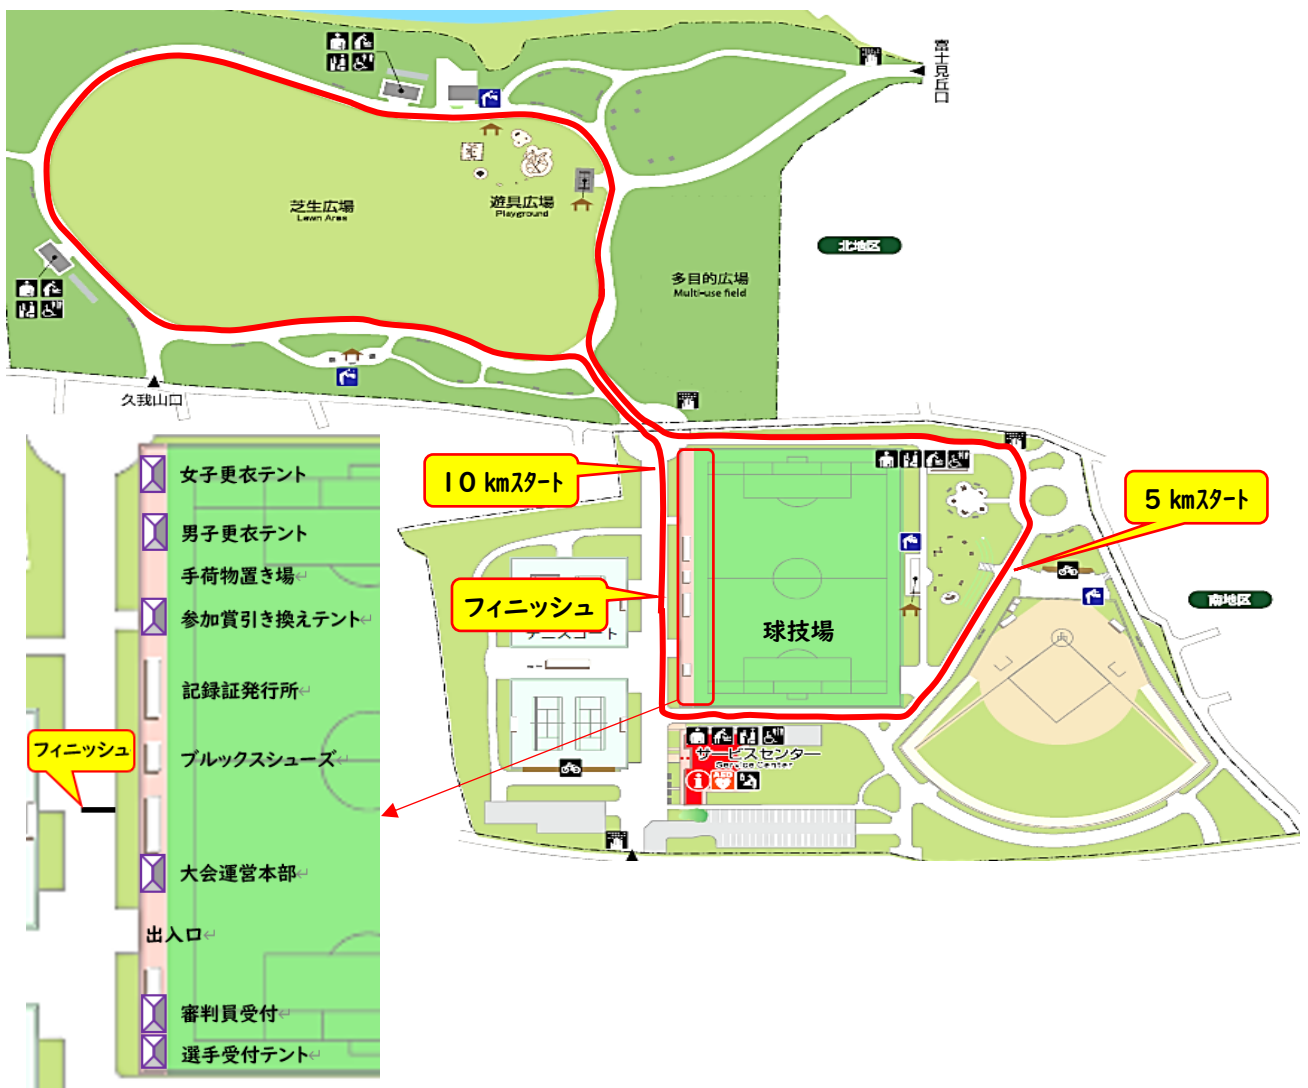 富士見丘口
芝生広場
Lawn Area
遊具広場
Playground
北地区
多目的広場
Multi-use field
久我山口
10 kmスタート
5 kmスタート
フィニッシュ
テニスコート
球技場
南地区
サービスセンター
Service Center
AED
女子更衣テント
男子更衣テント
手荷物置き場
参加賞引き換えテント
記録証発行所
フィニッシュ
ブルックスシューズ
大会運営本部
出入口
審判員受付
選手受付テント